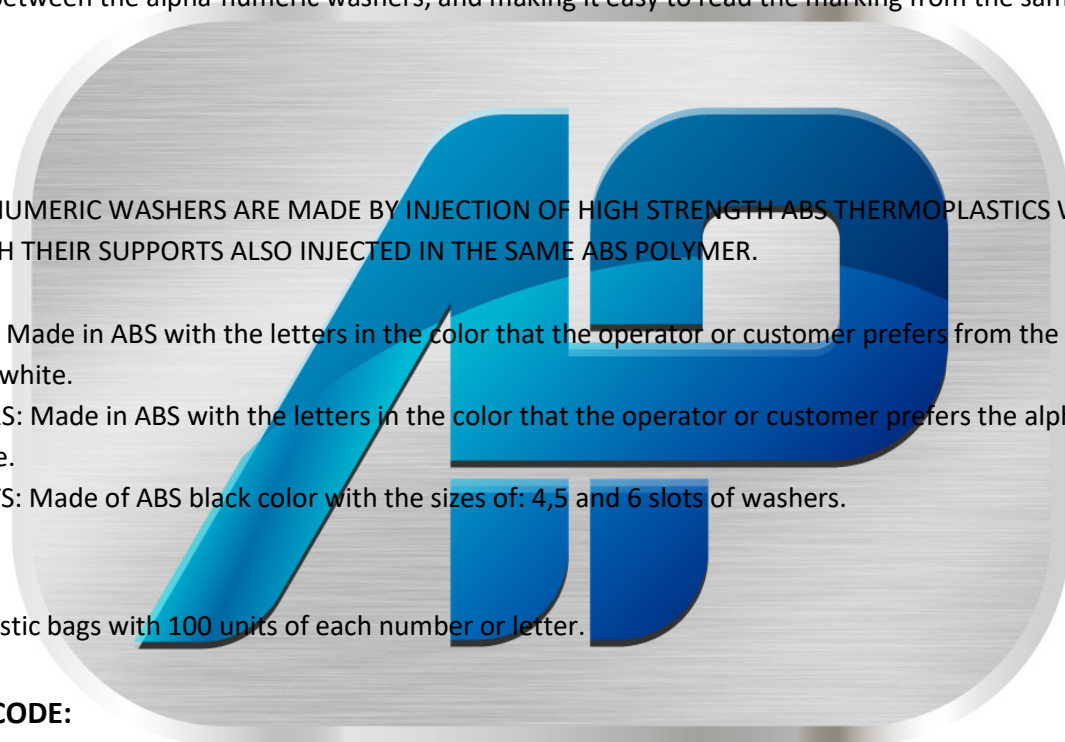 between the alpha-numeric washers, and making it easy to read the marking from the sam
NUMERIC WASHERS ARE MADE BY INJECTION OF HIGH STRENGTH ABS THERMOPLASTICS
H THEIR SUPPORTS ALSO INJECTED IN THE SAME ABS POLYMER.
Made in ABS with the letters in the color that the operator or customer prefers from the
white.
S: Made in ABS with the letters in the color that the operator or customer prefers the alph
e.
S: Made of ABS black color with the sizes of: 4,5 and 6 slots of washers.
stic bags with 100 units of each number or letter.
CODE: